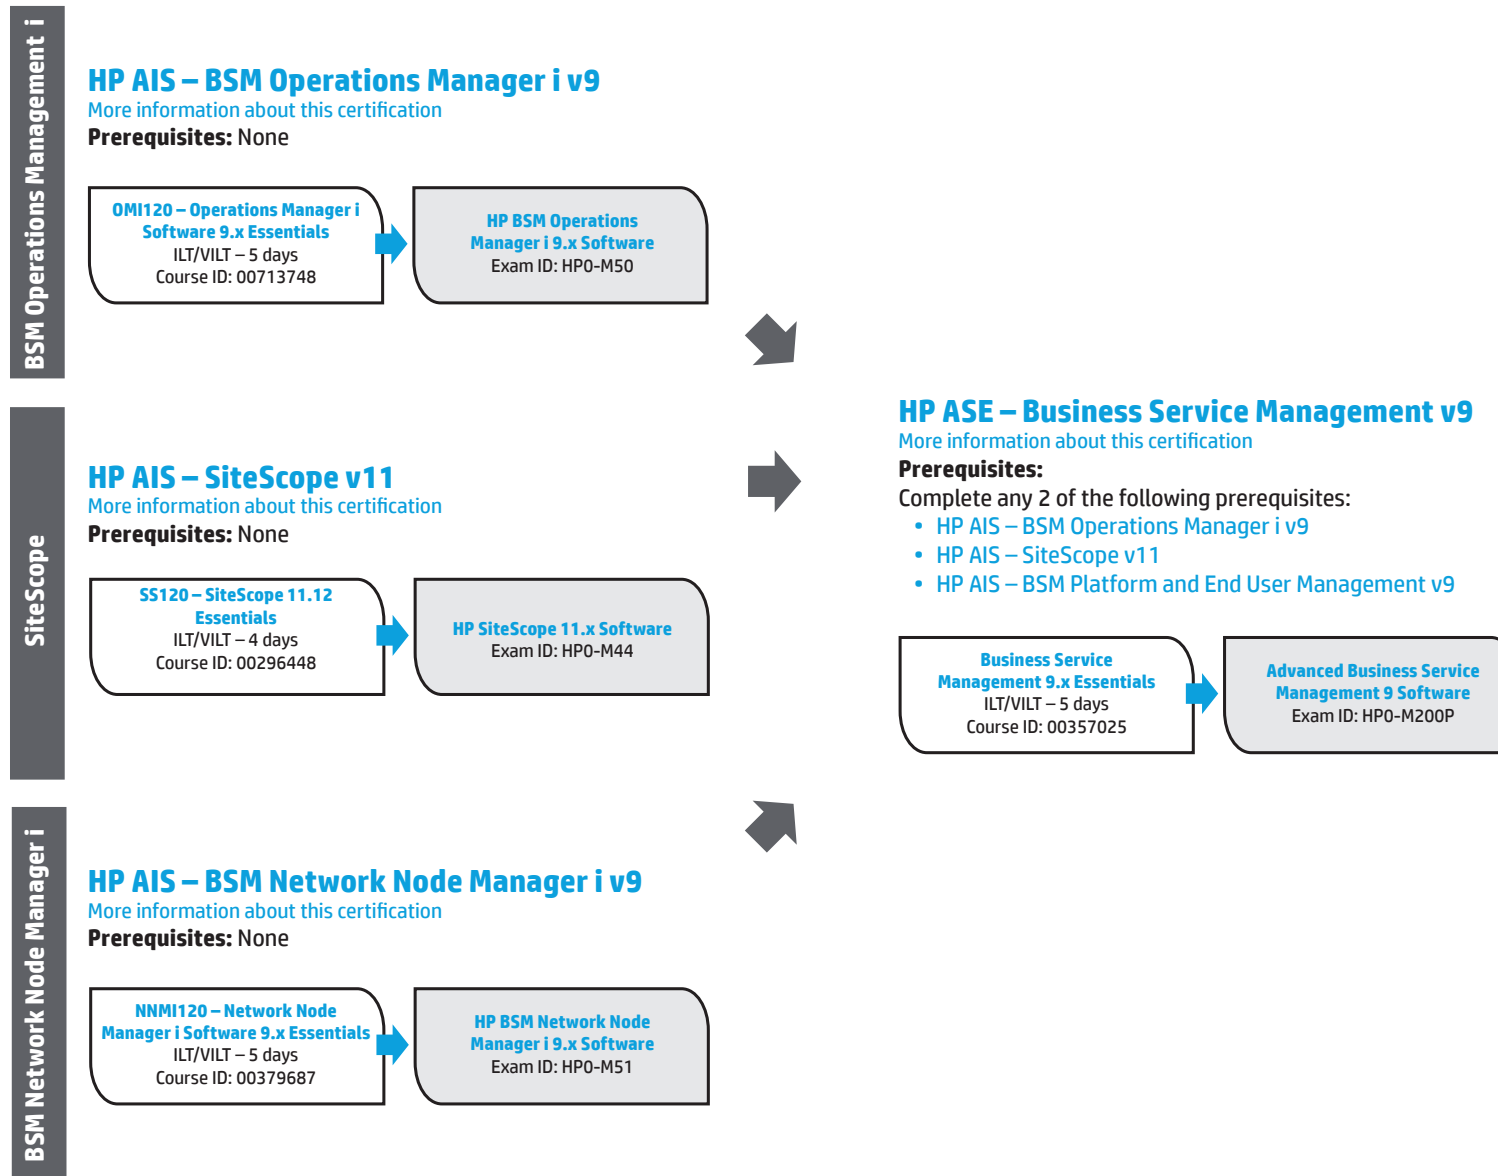 BSM Operations Management i
HP AIS – BSM Operations Manager i v9
More information about this certification
Prerequisites: None
OMI120 – Operations Manager i
Software 9.x Essentials
ILT/VILT – 5 days
Course ID: 00713748
HP BSM Operations
Manager i 9.x Software
Exam ID: HP0-M50
SiteScope
HP AIS – SiteScope v11
More information about this certification
Prerequisites: None
SS120 – SiteScope 11.12
Essentials
ILT/VILT – 4 days
Course ID: 00296448
HP SiteScope 11.x Software
Exam ID: HP0-M44
BSM Network Node Manager i
HP AIS – BSM Network Node Manager i v9
More information about this certification
Prerequisites: None
NNMI120 – Network Node
Manager i Software 9.x Essentials
ILT/VILT – 5 days
Course ID: 00379687
HP BSM Network Node
Manager i 9.x Software
Exam ID: HP0-M51
HP ASE – Business Service Management v9
More information about this certification
Prerequisites:
Complete any 2 of the following prerequisites:
• HP AIS – BSM Operations Manager i v9
• HP AIS – SiteScope v11
• HP AIS – BSM Platform and End User Management v9
Business Service
Management 9.x Essentials
ILT/VILT – 5 days
Course ID: 00357025
Advanced Business Service
Management 9 Software
Exam ID: HP0-M200P